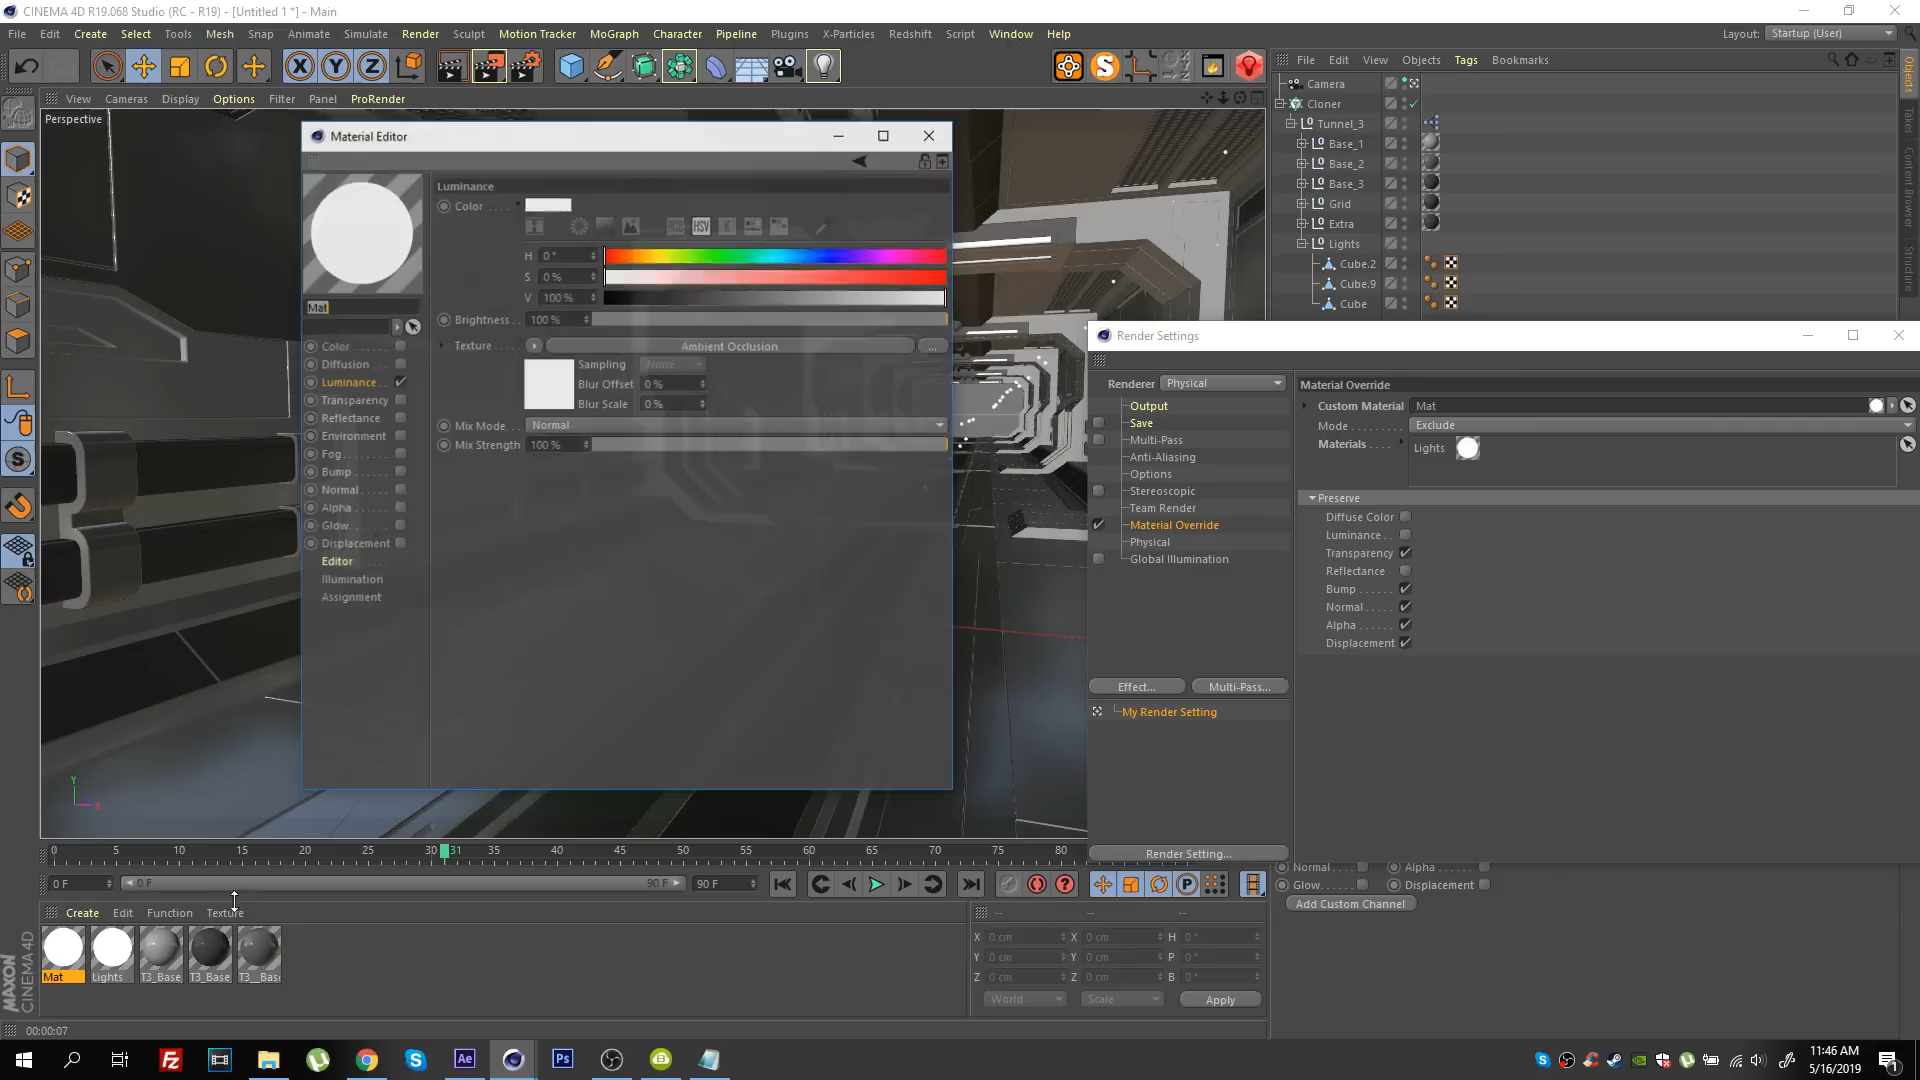 CINEMA 4D R19.068 Studio (RC - R19) - [Untitled 1 *] - Main
File Edit Create Select Tools Mesh Snap Animate Simulate Render Sculpt Motion Tracker MoGraph Character Pipeline Plugins X-Particles Redshift Script Window Help
Layout: Startup (User)
File Edit View Objects Tags Bookmarks
View Cameras Display Options Filter Panel ProRender
Perspective
Camera
Cloner
Tunnel_3
Base_1
Base_2
Base_3
Grid
Extra
Lights
Cube.2
Cube.9
Cube
Objects
Takes
Content Browser
Structure
Material Editor
Mat
Color
Diffusion
Luminance
Transparency
Reflectance
Environment
Fog
Bump
Normal
Alpha
Glow
Displacement
Editor
Illumination
Assignment
Luminance
Color
HSV
H 0 °
S 0 %
V 100 %
Brightness 100 %
Texture Ambient Occlusion ...
Sampling None
Blur Offset 0 %
Blur Scale 0 %
Mix Mode Normal
Mix Strength 100 %
Render Settings
Renderer Physical
Output
Save
Multi-Pass
Anti-Aliasing
Options
Stereoscopic
Team Render
Material Override
Physical
Global Illumination
Effect... Multi-Pass...
My Render Setting
Render Setting...
Material Override
Custom Material Mat
Mode Exclude
Materials Lights
Preserve
Diffuse Color
Luminance
Transparency
Reflectance
Bump
Normal
Alpha
Displacement
Normal Alpha
Glow Displacement
Add Custom Channel
0 5 10 15 20 25 30 31 35 40 45 50 55 60 65 70 75 80
0 F 0 F 90 F 90 F
Create Edit Function Texture
Mat Lights T3_Base T3_Base T3__Bas
X 0 cm X 0 cm H 0 °
Y 0 cm Y 0 cm P 0 °
Z 0 cm Z 0 cm B 0 °
World Scale Apply
MAXON
CINEMA 4D
00:00:07
Ae
Ps
11:46 AM
5/16/2019